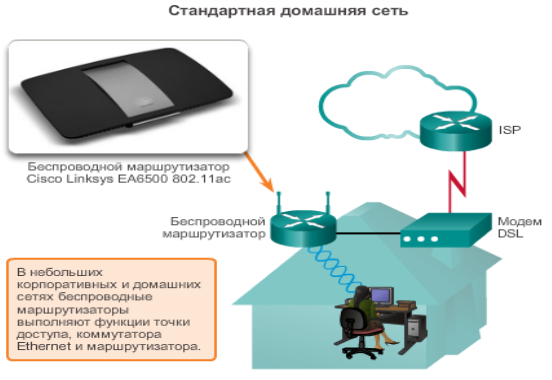 Стандартная домашняя сеть
Беспроводной маршрутизатор
Cisco Linksys EA6500 802.11ac
ISP
Беспроводной
маршрутизатор
Модем
DSL
В небольших
корпоративных и домашних
сетях беспроводные
маршрутизаторы
выполняют функции точки
доступа, коммутатора
Ethernet и маршрутизатора.